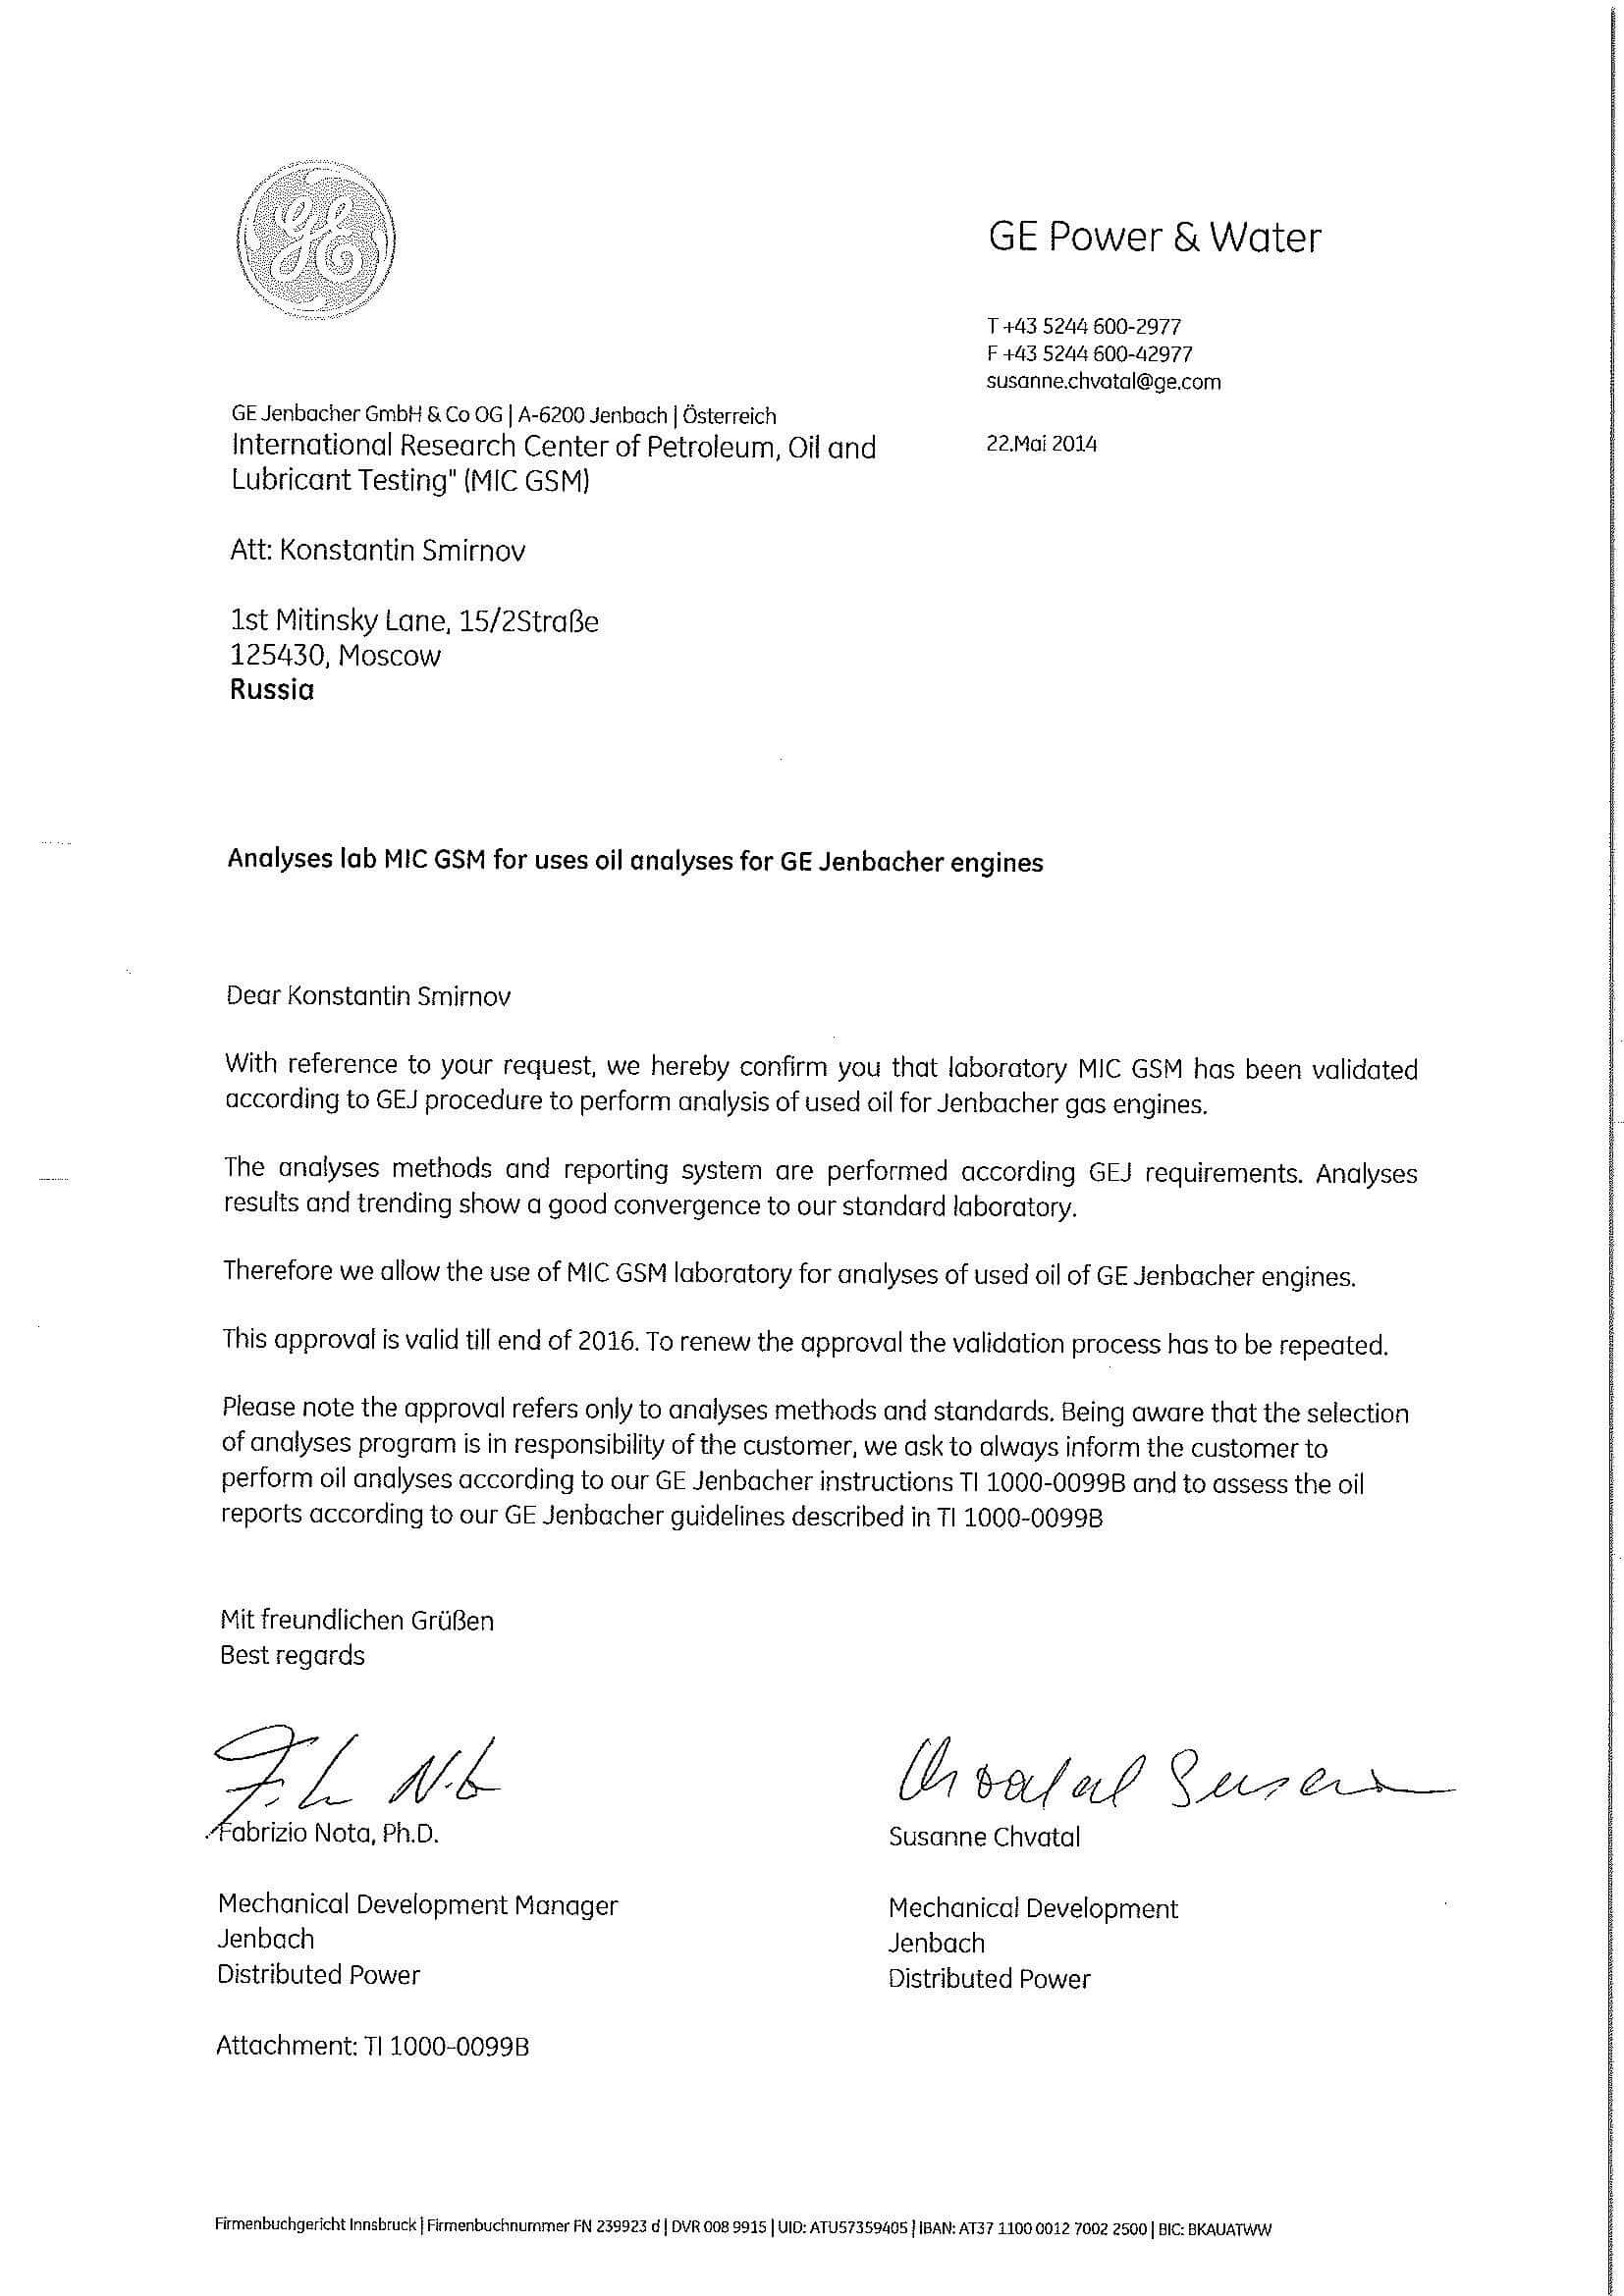 GE
GE Power & Water
T +43 5244 600-2977
F +43 5244 600-42977
susanne.chvatal@ge.com
GE Jenbacher GmbH & Co OG | A-6200 Jenbach | Österreich
International Research Center of Petroleum, Oil and
Lubricant Testing" (MIC GSM)
22.Mai 2014
Att: Konstantin Smirnov
1st Mitinsky Lane, 15/2Straße
125430, Moscow
Russia
Analyses lab MIC GSM for uses oil analyses for GE Jenbacher engines
Dear Konstantin Smirnov
With reference to your request, we hereby confirm you that laboratory MIC GSM has been validated
according to GEJ procedure to perform analysis of used oil for Jenbacher gas engines.
The analyses methods and reporting system are performed according GEJ requirements. Analyses
results and trending show a good convergence to our standard laboratory.
Therefore we allow the use of MIC GSM laboratory for analyses of used oil of GE Jenbacher engines.
This approval is valid till end of 2016. To renew the approval the validation process has to be repeated.
Please note the approval refers only to analyses methods and standards. Being aware that the selection
of analyses program is in responsibility of the customer, we ask to always inform the customer to
perform oil analyses according to our GE Jenbacher instructions TI 1000-0099B and to assess the oil
reports according to our GE Jenbacher guidelines described in TI 1000-0099B
Mit freundlichen Grüßen
Best regards
Chvatal Susanne
Fabrizio Nota, Ph.D.
Susanne Chvatal
Mechanical Development Manager
Jenbach
Distributed Power
Mechanical Development
Jenbach
Distributed Power
Attachment: TI 1000-0099B
Firmenbuchgericht Innsbruck | Firmenbuchnummer FN 239923 d | DVR 008 9915 | UID: ATU57359405 | IBAN: AT37 1100 0012 7002 2500 | BIC: BKAUATWW